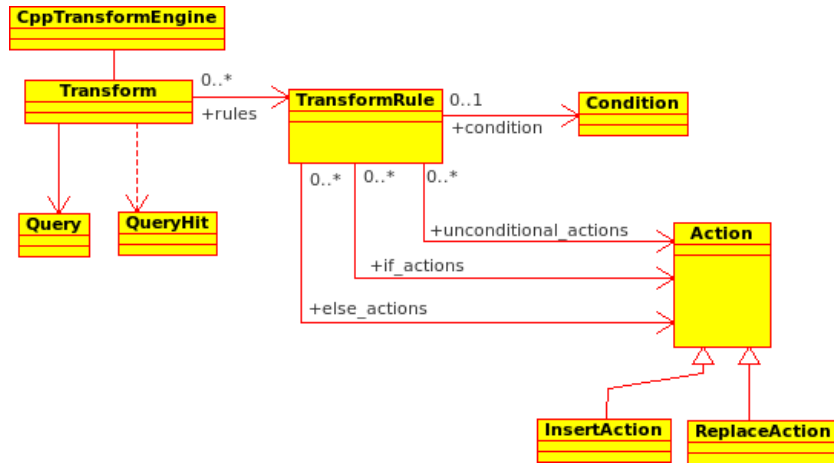 CppTransformEngine
Transform
0..*
+rules
TransformRule
0..1
+condition
Condition
0..*
0..*
0..*
Query
QueryHit
+unconditional_actions
Action
+if_actions
+else_actions
InsertAction
ReplaceAction